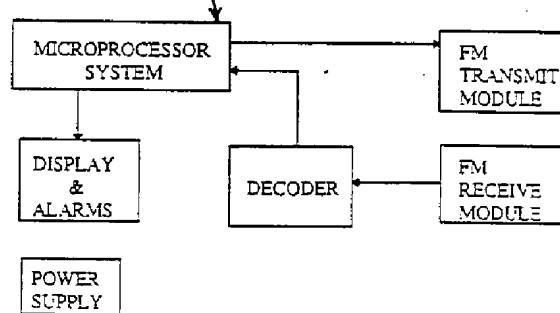 MICROPROCESSOR
SYSTEM
FM
TRANSMIT
MODULE
DISPLAY
&
ALARMS
DECODER
FM
RECEIVE
MODULE
POWER
SUPPLY